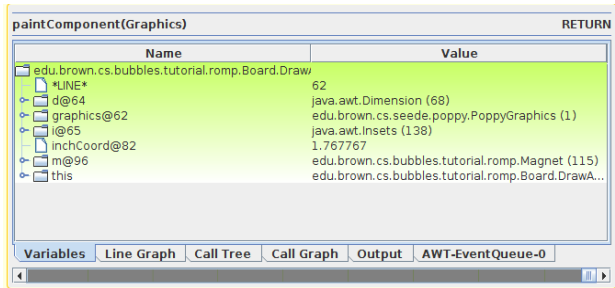 paintComponent(Graphics) RETURN
Name Value
edu.brown.cs.bubbles.tutorial.romp.Board.Draw
*LINE* 62
d@64 java.awt.Dimension (68)
graphics@62 edu.brown.cs.seede.poppy.PoppyGraphics (1)
i@65 java.awt.Insets (138)
inchCoord@82 1.767767
m@96 edu.brown.cs.bubbles.tutorial.romp.Magnet (115)
this edu.brown.cs.bubbles.tutorial.romp.Board.DrawA...
Variables Line Graph Call Tree Call Graph Output AWT-EventQueue-0